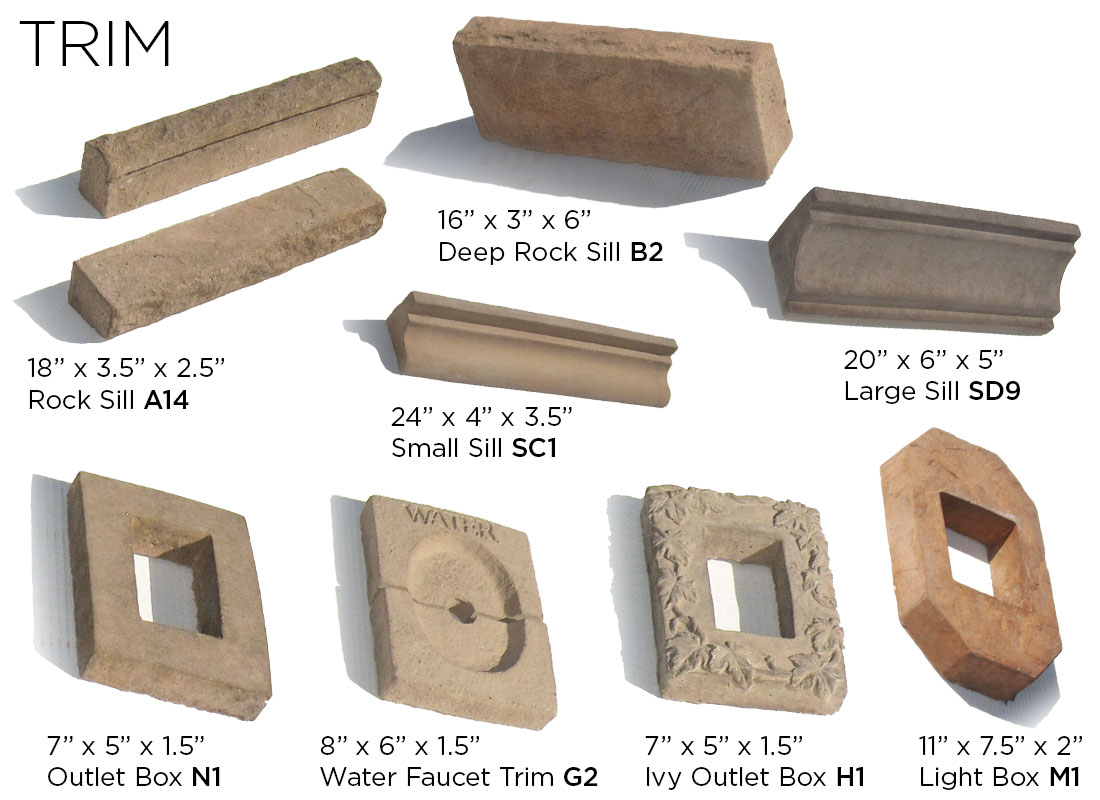 TRIM
16” x 3” x 6”
Deep Rock Sill B2
18” x 3.5” x 2.5”
Rock Sill A14
20” x 6” x 5”
Large Sill SD9
24” x 4” x 3.5”
Small Sill SC1
WATER
7” x 5” x 1.5”
Outlet Box N1
8” x 6” x 1.5”
Water Faucet Trim G2
7” x 5” x 1.5”
Ivy Outlet Box H1
11” x 7.5” x 2”
Light Box M1